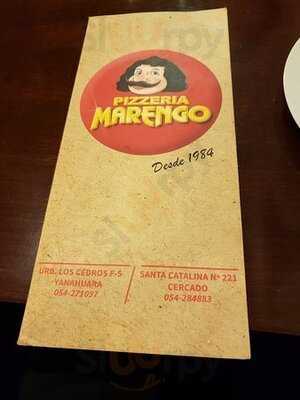 PIZZERIA
MARENGO
Desde 1984
URB. LOS CEDROS F-5
YANAHUARA
054-271097
SANTA CATALINA Nº 221
CERCADO
054-284883